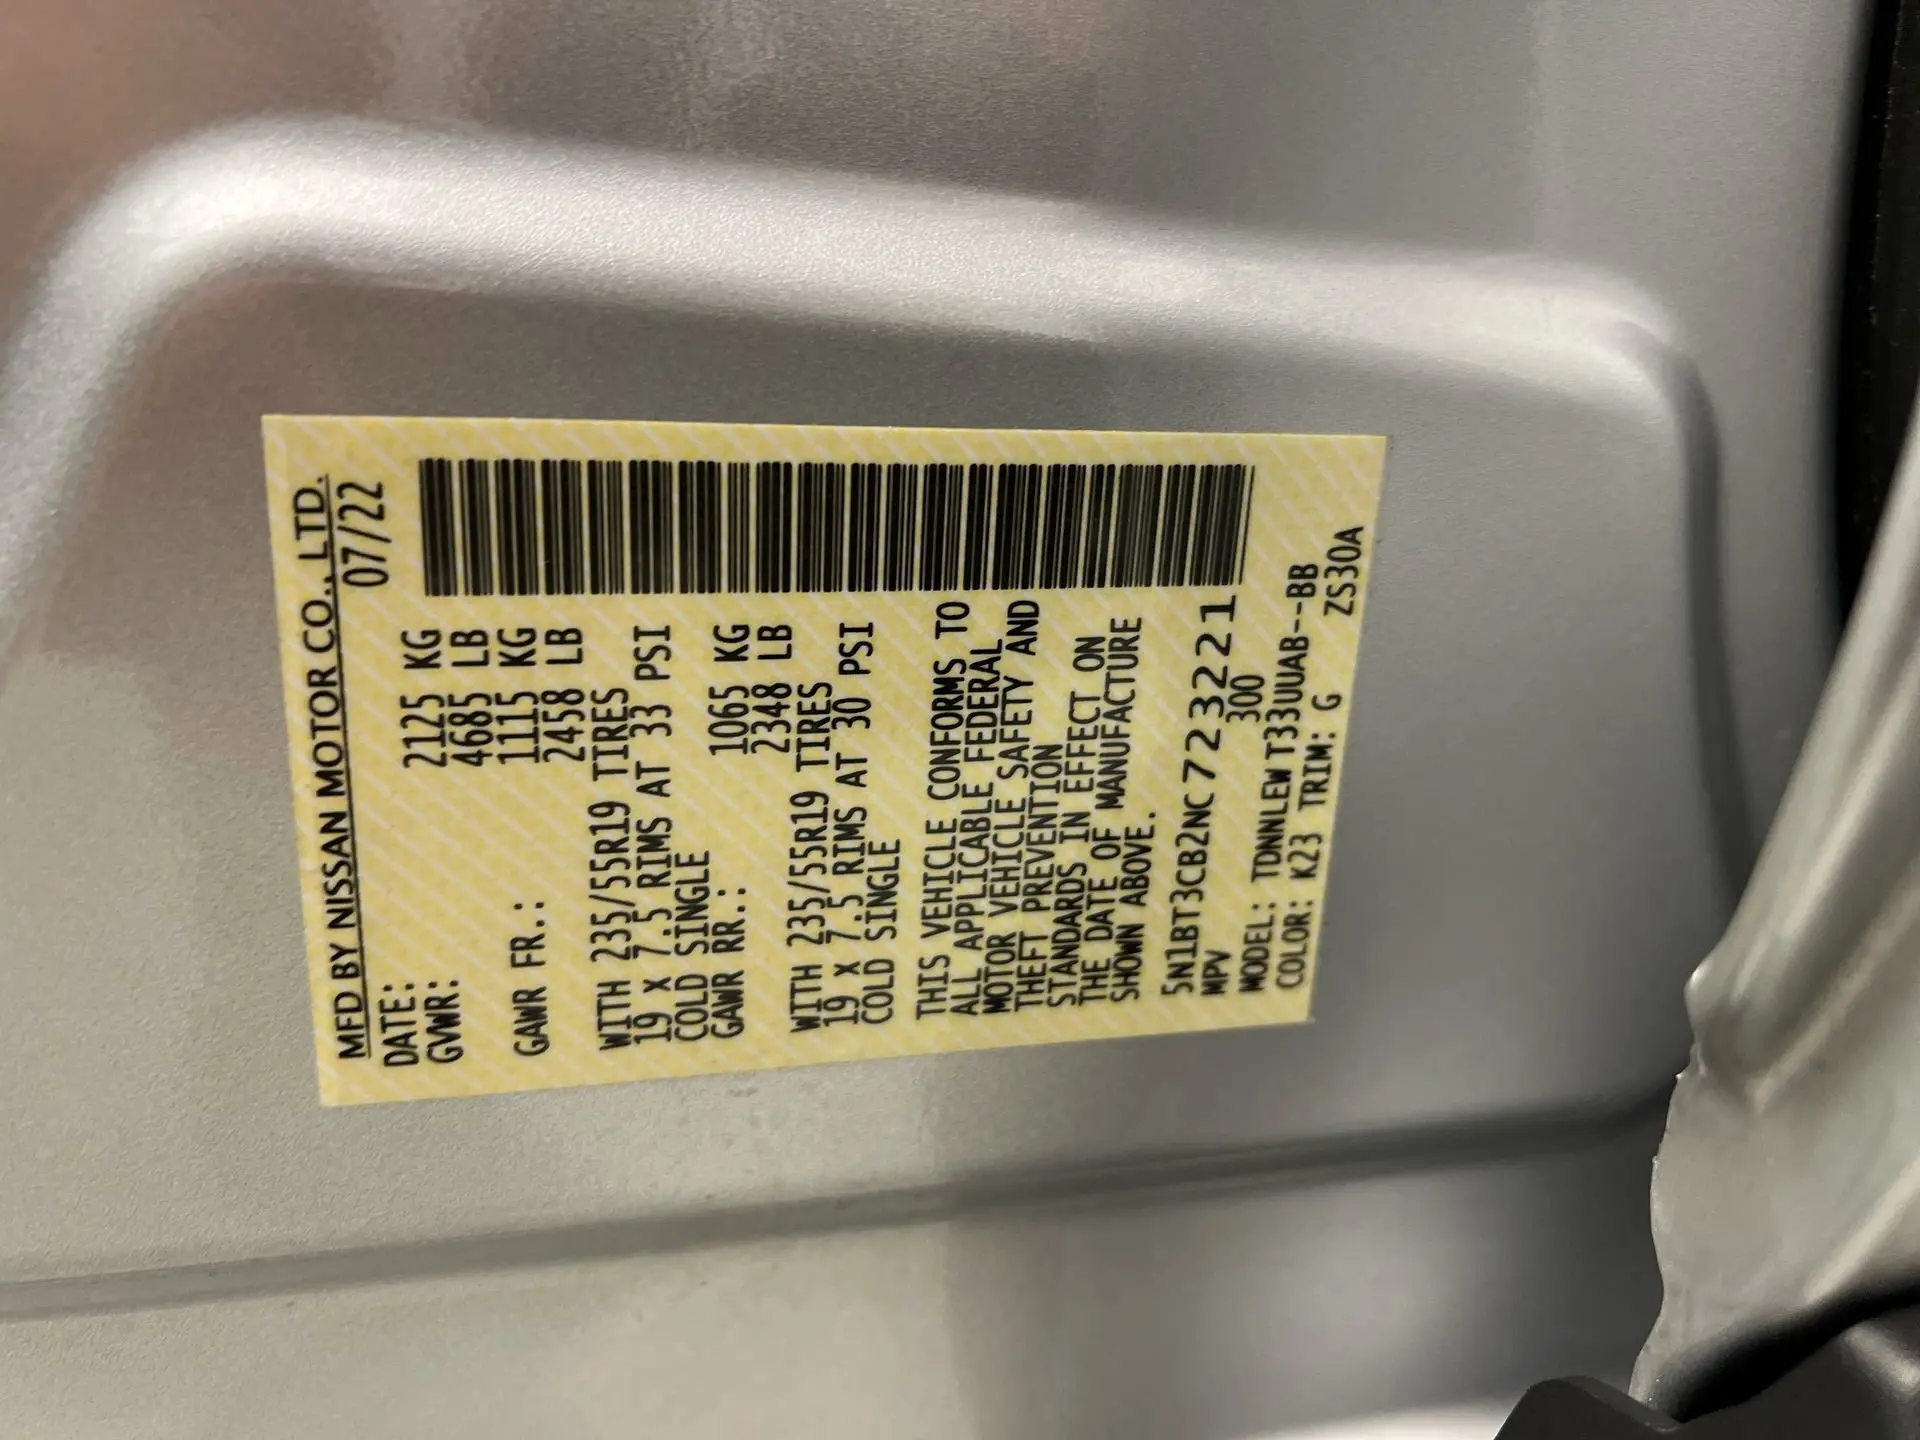 MFD BY NISSAN MOTOR CO., LTD.
DATE: 07/22
GVWR: 2125 KG
4685 LB
GAWR FR.: 1115 KG
2458 LB
WITH 235/55R19 TIRES
19 X 7.5 RIMS AT 33 PSI
COLD SINGLE
GAWR RR.: 1065 KG
2348 LB
WITH 235/55R19 TIRES
19 X 7.5 RIMS AT 30 PSI
COLD SINGLE
THIS VEHICLE CONFORMS TO
ALL APPLICABLE FEDERAL
MOTOR VEHICLE SAFETY AND
THEFT PREVENTION
STANDARDS IN EFFECT ON
THE DATE OF MANUFACTURE
SHOWN ABOVE.
5N1BT3CB2NC723221
MPV 300
MODEL: TDNNLEWT33UUAB--BB
COLOR: K23 TRIM: G ZS30A